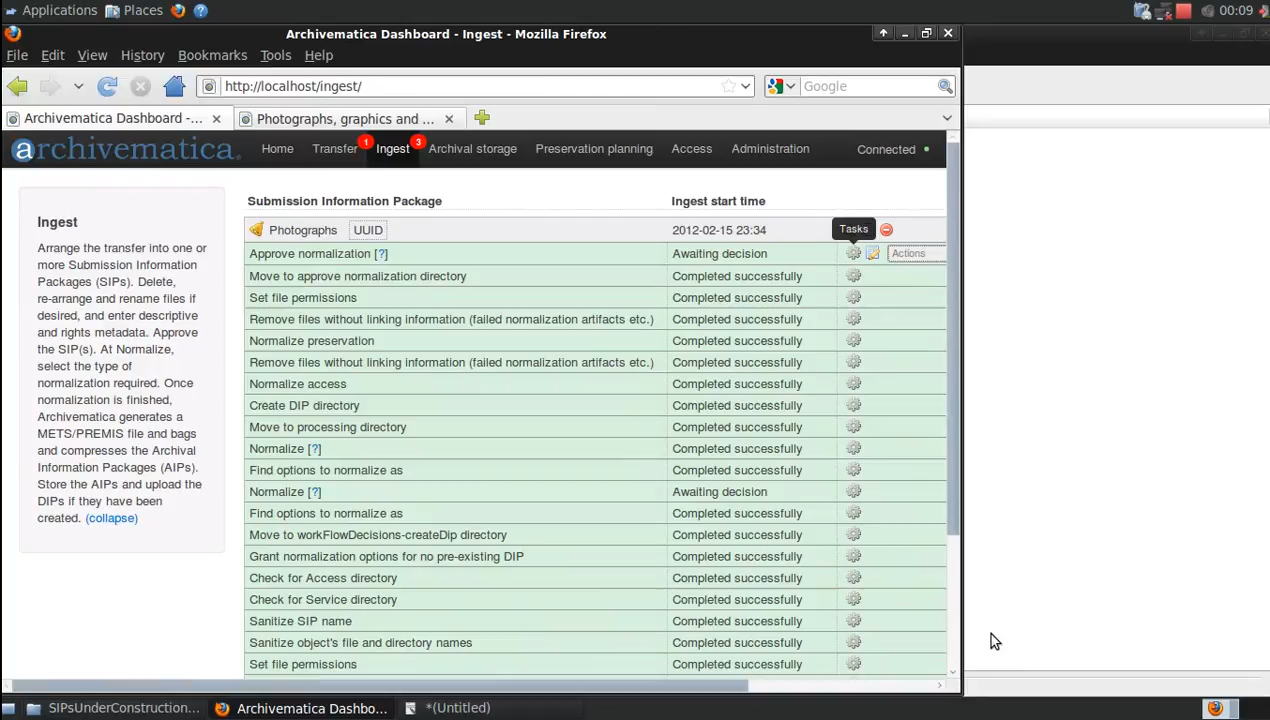 Applications Places 00:09
Archivematica Dashboard - Ingest - Mozilla Firefox
File Edit View History Bookmarks Tools Help
http://localhost/ingest/ Google
Archivematica Dashboard -... Photographs, graphics and ...
archivematica. Home Transfer 1 Ingest 3 Archival storage Preservation planning Access Administration Connected
Ingest
Arrange the transfer into one or
more Submission Information
Packages (SIPs). Delete,
re-arrange and rename files if
desired, and enter descriptive
and rights metadata. Approve
the SIP(s). At Normalize,
select the type of
normalization required. Once
normalization is finished,
Archivematica generates a
METS/PREMIS file and bags
and compresses the Archival
Information Packages (AIPs).
Store the AIPs and upload the
DIPs if they have been
created. (collapse)
Submission Information Package Ingest start time
Photographs UUID 2012-02-15 23:34 Tasks
Approve normalization [?] Awaiting decision Actions
Move to approve normalization directory Completed successfully
Set file permissions Completed successfully
Remove files without linking information (failed normalization artifacts etc.) Completed successfully
Normalize preservation Completed successfully
Remove files without linking information (failed normalization artifacts etc.) Completed successfully
Normalize access Completed successfully
Create DIP directory Completed successfully
Move to processing directory Completed successfully
Normalize [?] Completed successfully
Find options to normalize as Completed successfully
Normalize [?] Awaiting decision
Find options to normalize as Completed successfully
Move to workFlowDecisions-createDip directory Completed successfully
Grant normalization options for no pre-existing DIP Completed successfully
Check for Access directory Completed successfully
Check for Service directory Completed successfully
Sanitize SIP name Completed successfully
Sanitize object's file and directory names Completed successfully
Set file permissions Completed successfully
SIPsUnderConstruction... Archivematica Dashbo... *(Untitled)